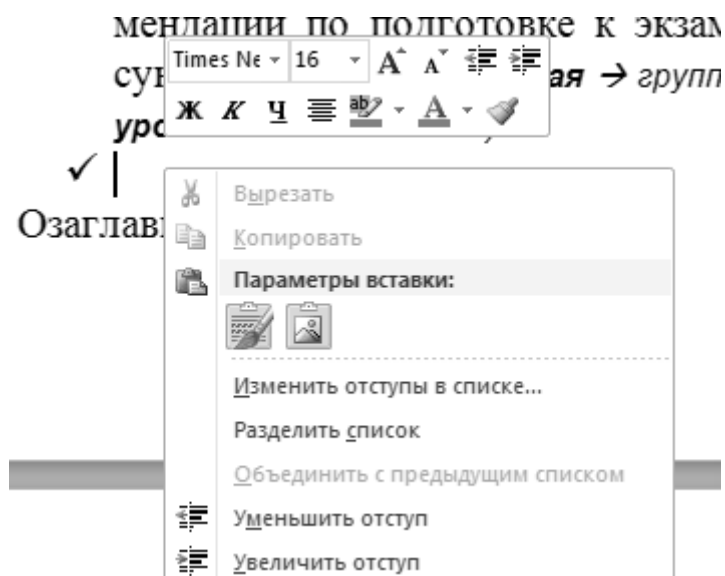 мендации по подготовке к экзам
Times Ne 16 А А
сун ая → групп
Ж К Ч ab А
уро
✓
Вырезать
Озаглав
Копировать
Параметры вставки:
Изменить отступы в списке...
Разделить список
Объединить с предыдущим списком
Уменьшить отступ
Увеличить отступ